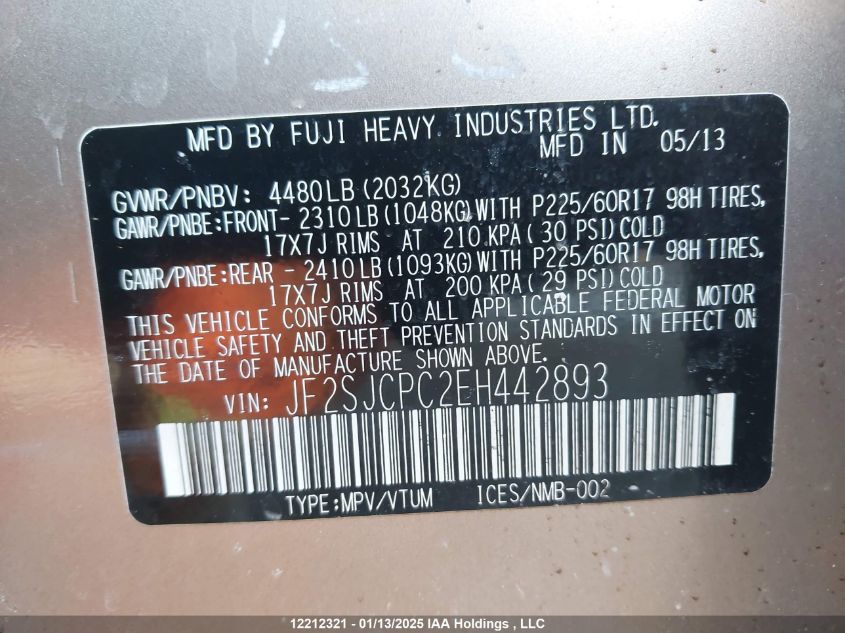 MFD BY FUJI HEAVY INDUSTRIES LTD.
MFD IN 05/13
GVWR/PNBV: 4480LB(2032KG)
GAWR/PNBE:FRONT- 2310LB(1048KG)WITH P225/60R17 98H TIRES,
17X7J RIMS AT 210 KPA(30 PSI)COLD
GAWR/PNBE:REAR - 2410LB(1093KG)WITH P225/60R17 98H TIRES,
17X7J RIMS AT 200 KPA(29 PSI)COLD
THIS VEHICLE CONFORMS TO ALL APPLICABLE FEDERAL MOTOR
VEHICLE SAFETY AND THEFT PREVENTION STANDARDS IN EFFECT ON
THE DATE OF MANUFACTURE SHOWN ABOVE.
VIN: JF2SJCPC2EH442893
TYPE:MPV/VTUM ICES/NMB-002
12212321 - 01/13/2025 IAA Holdings , LLC